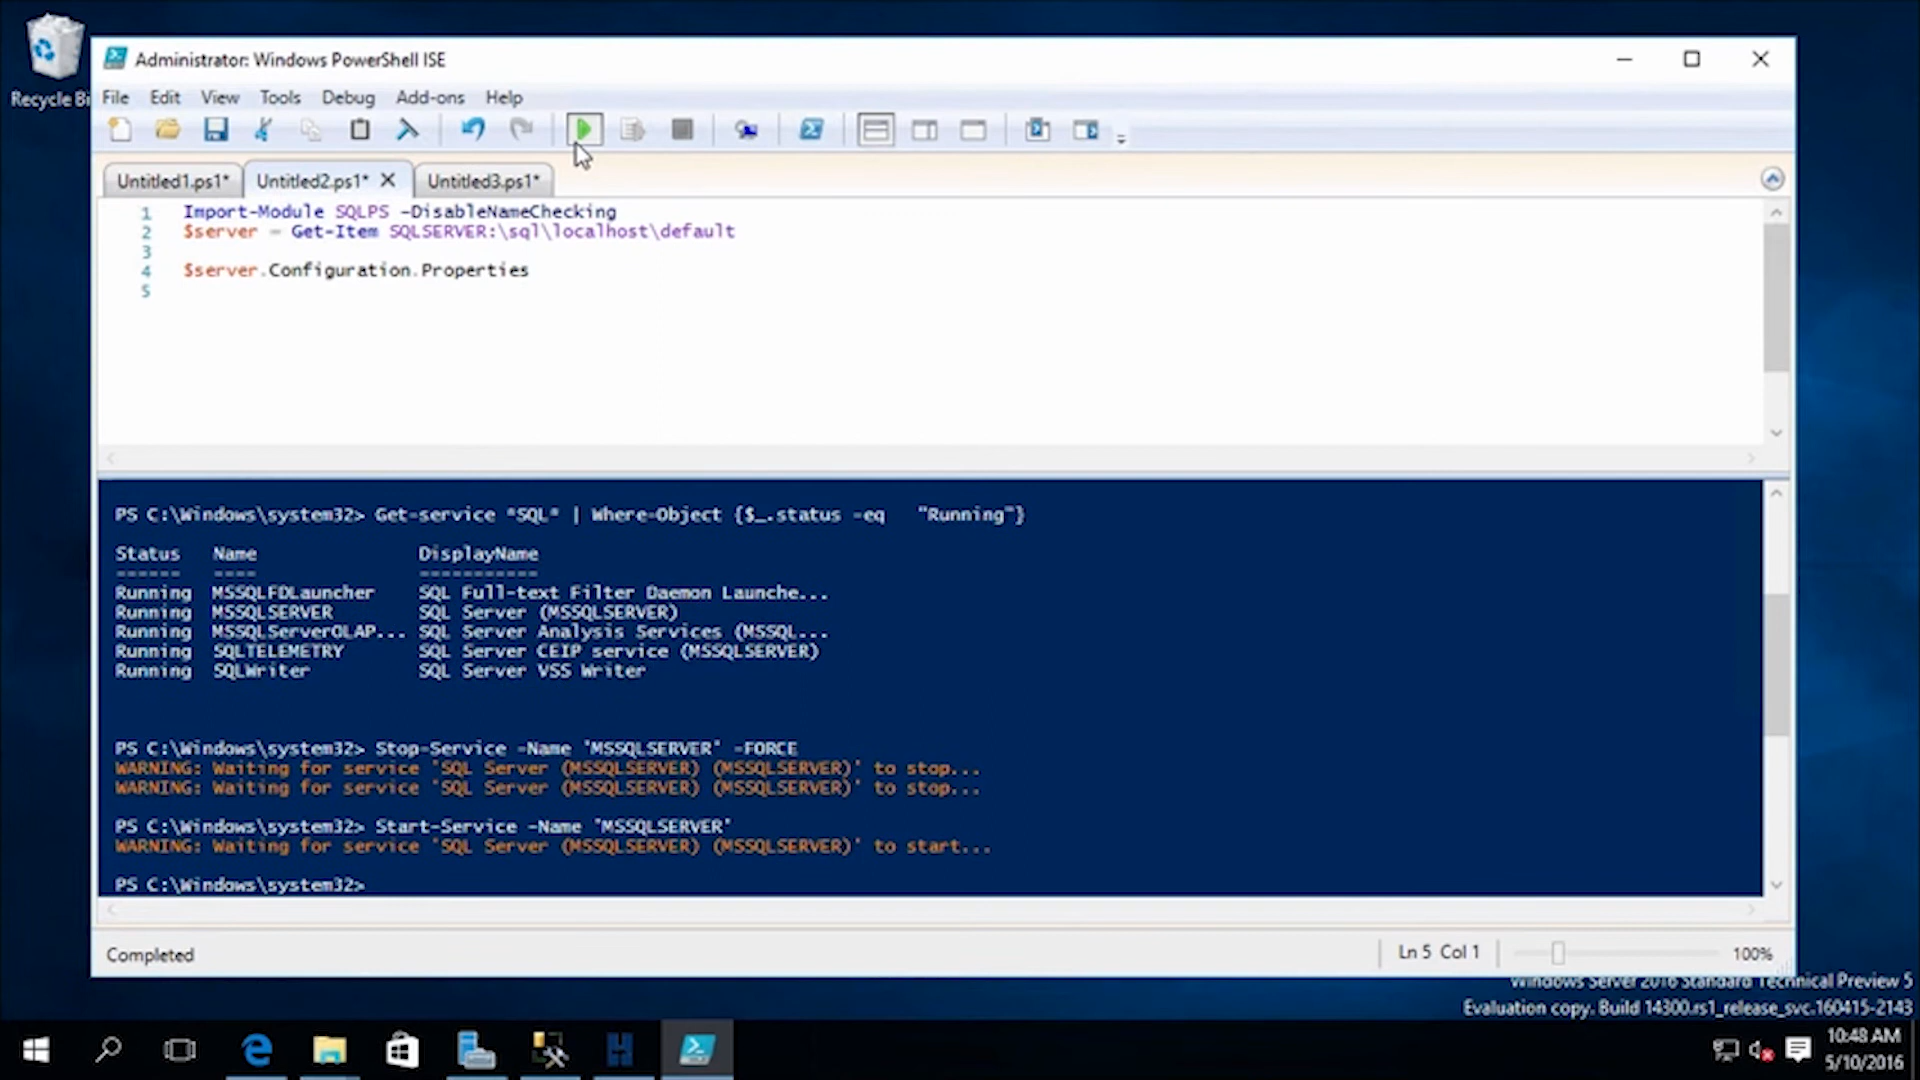 Recycle Bi
Administrator: Windows PowerShell ISE
File Edit View Tools Debug Add-ons Help
Untitled1.ps1* Untitled2.ps1* Untitled3.ps1*
1 Import-Module SQLPS -DisableNameChecking
2 $server = Get-Item SQLSERVER:\sql\localhost\default
3
4 $server.Configuration.Properties
5
PS C:\Windows\system32> Get-service *SQL* | Where-Object {$_.status -eq "Running"}
Status Name DisplayName
------ ---- -----------
Running MSSQLFDLauncher SQL Full-text Filter Daemon Launche...
Running MSSQLSERVER SQL Server (MSSQLSERVER)
Running MSSQLServerOLAP... SQL Server Analysis Services (MSSQL...
Running SQLTELEMETRY SQL Server CEIP service (MSSQLSERVER)
Running SQLWriter SQL Server VSS Writer
PS C:\Windows\system32> Stop-Service -Name 'MSSQLSERVER' -FORCE
WARNING: Waiting for service 'SQL Server (MSSQLSERVER) (MSSQLSERVER)' to stop...
WARNING: Waiting for service 'SQL Server (MSSQLSERVER) (MSSQLSERVER)' to stop...
PS C:\Windows\system32> Start-Service -Name 'MSSQLSERVER'
WARNING: Waiting for service 'SQL Server (MSSQLSERVER) (MSSQLSERVER)' to start...
PS C:\Windows\system32>
Completed Ln 5 Col 1 100%
Windows Server 2016 Standard Technical Preview 5
Evaluation copy. Build 14300.rs1_release_svc.160415-2143
10:48 AM
5/10/2016